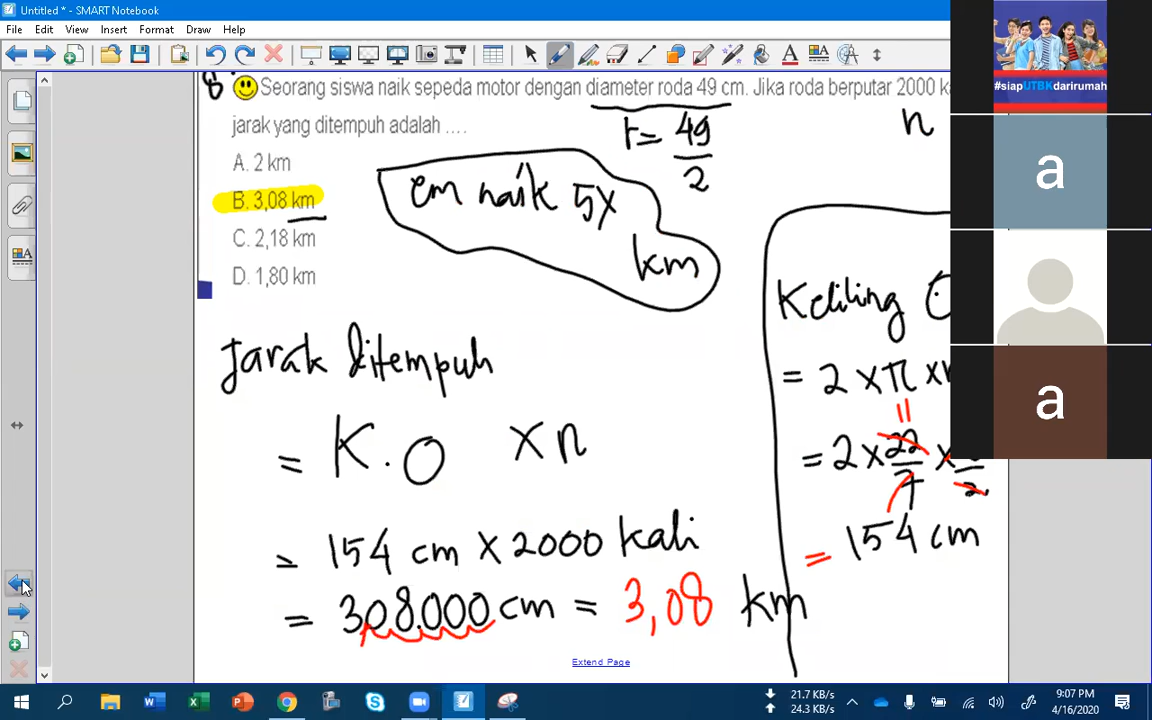 Untitled * - SMART Notebook
File Edit View Insert Format Draw Help
#siapUTBKdarirumah
8.
Seorang siswa naik sepeda motor dengan diameter roda 49 cm. Jika roda berputar 2000 ka
jarak yang ditempuh adalah ....
r = 49/2
n
A. 2 km
B. 3,08 km
C. 2,18 km
D. 1,80 km
cm naik 5x
km
a
a
Jarak ditempuh
= K.O x n
= 154 cm x 2000 kali
= 308.000 cm = 3,08 km
Keliling O
= 2 x π x
= 2 x 22/7 x /2
= 154 cm
Extend Page
21.7 KB/s
24.3 KB/s
9:07 PM
4/16/2020